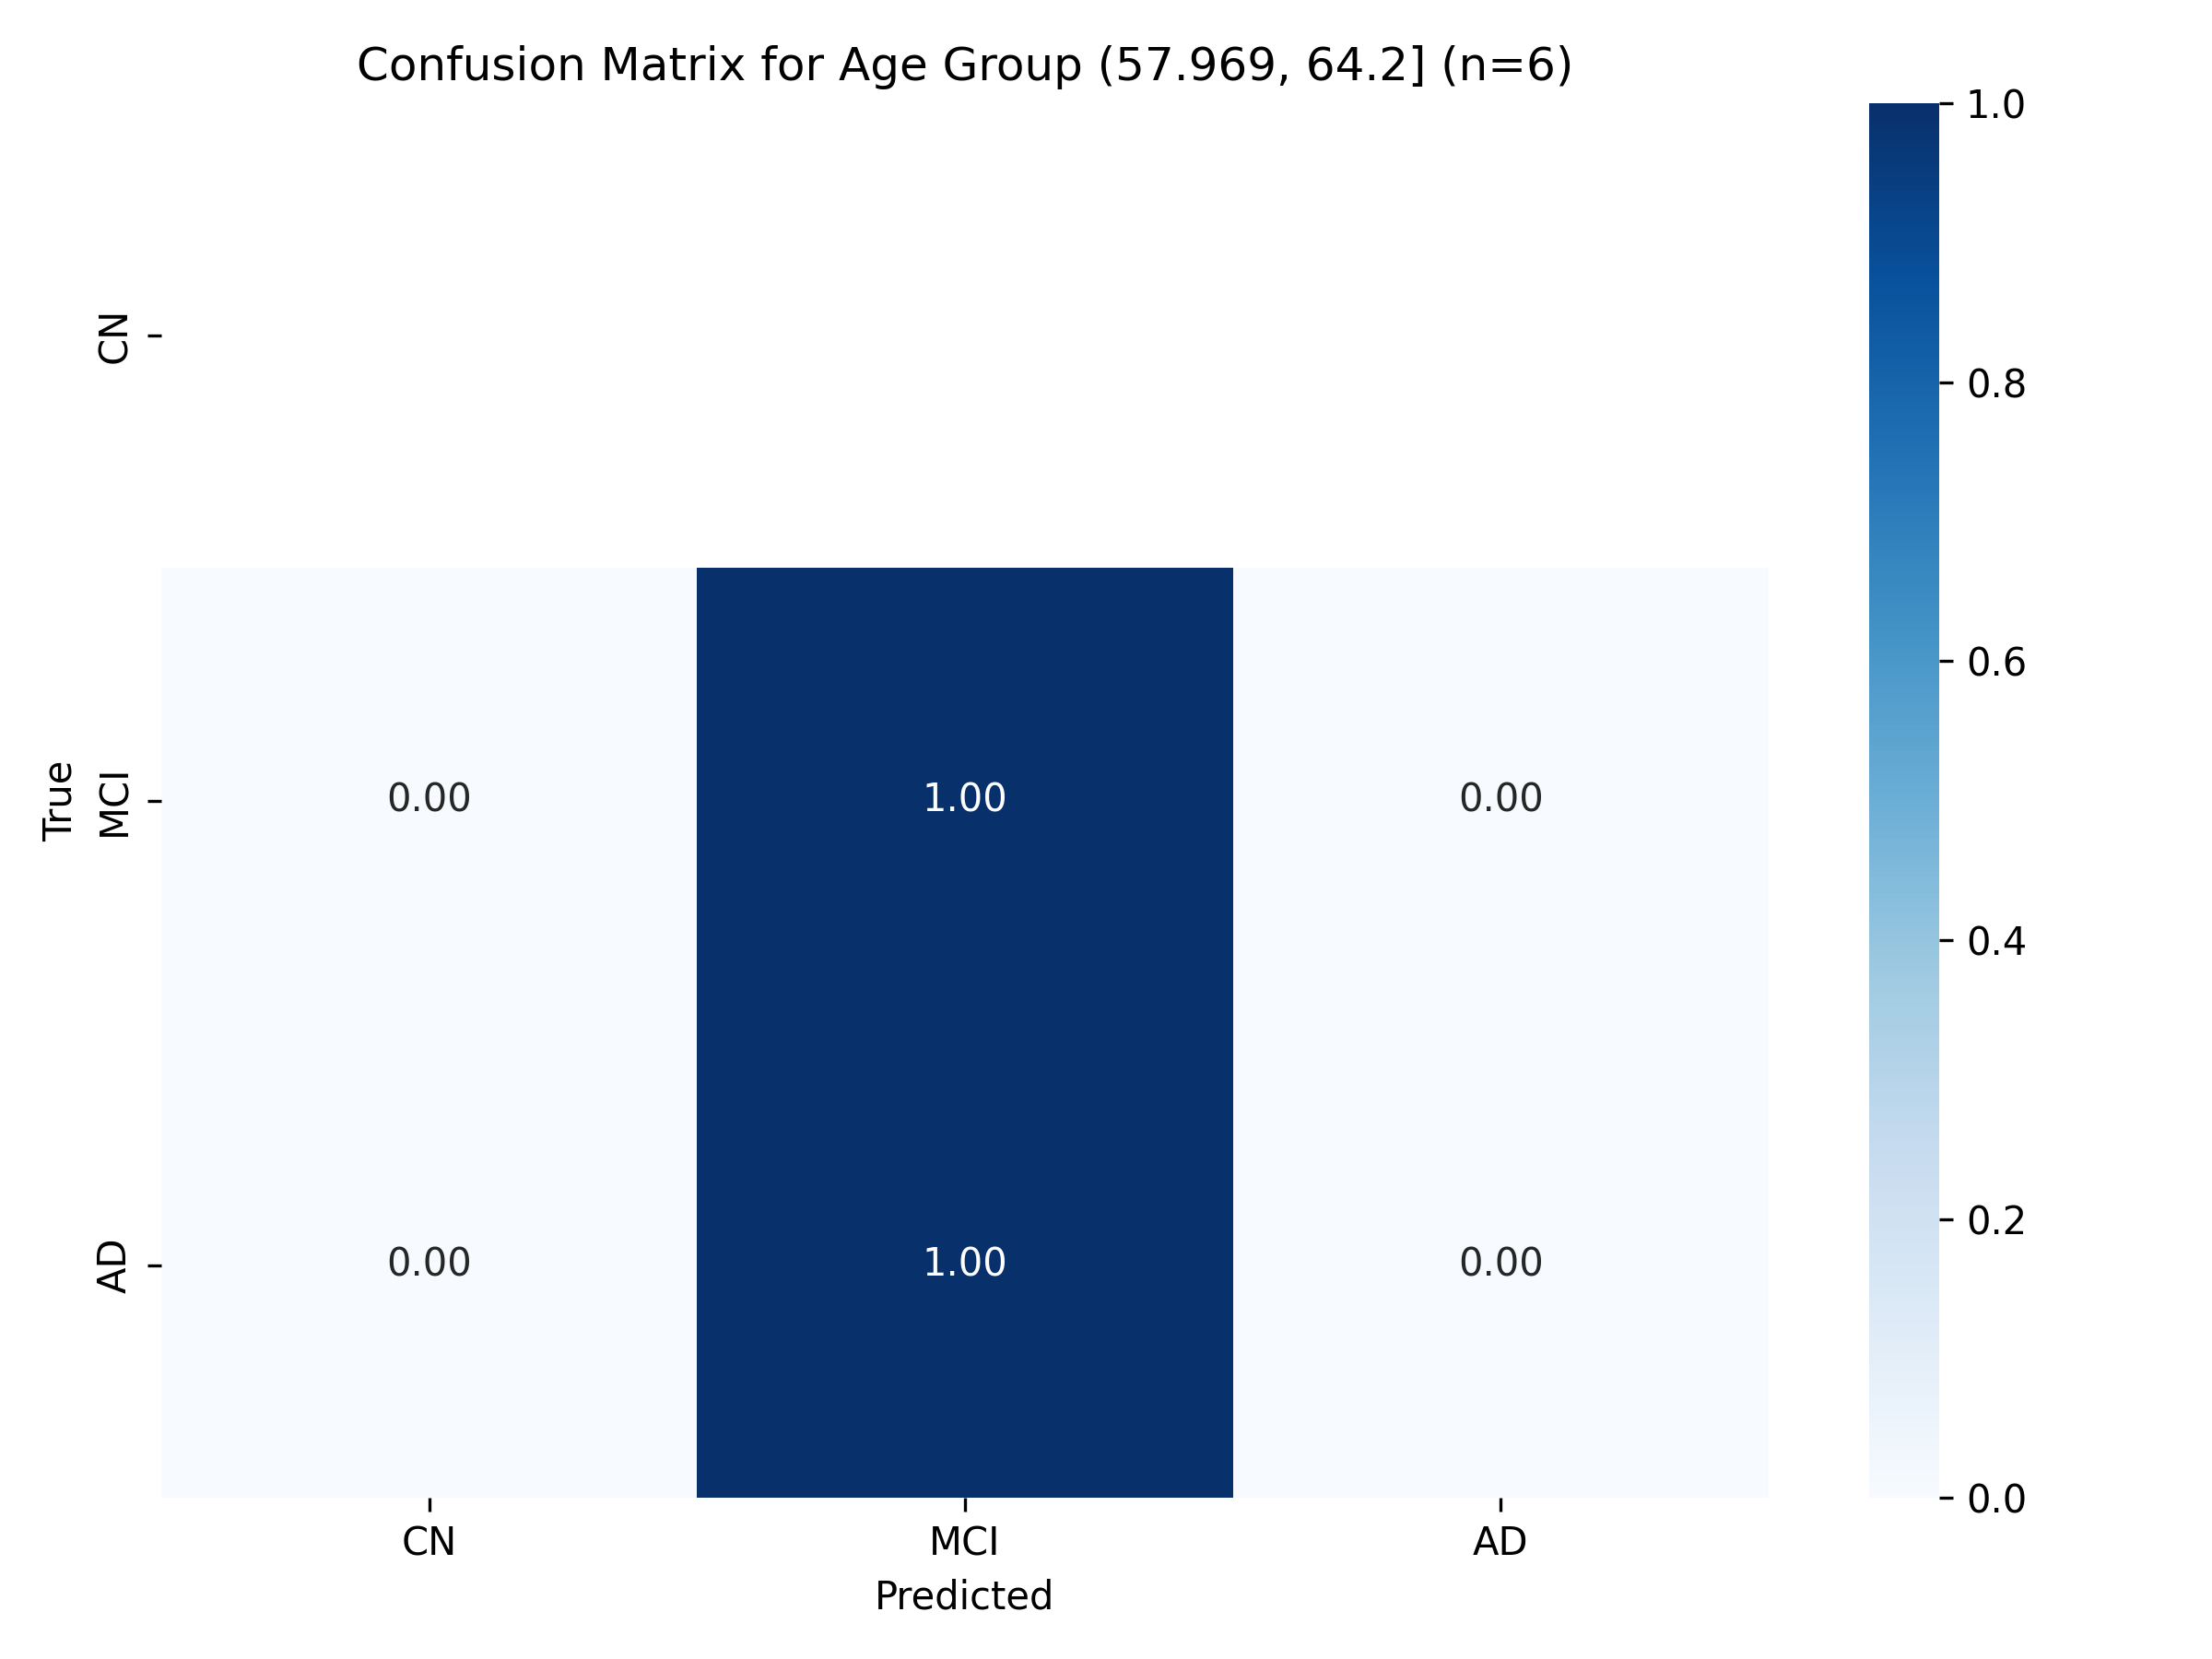 Confusion Matrix for Age Group (57.969, 64.2] (n=6)
1.0
0.8
0.6
0.4
0.2
0.0
True
CN
MCI
AD
0.00 1.00 0.00
0.00 1.00 0.00
CN MCI AD
Predicted